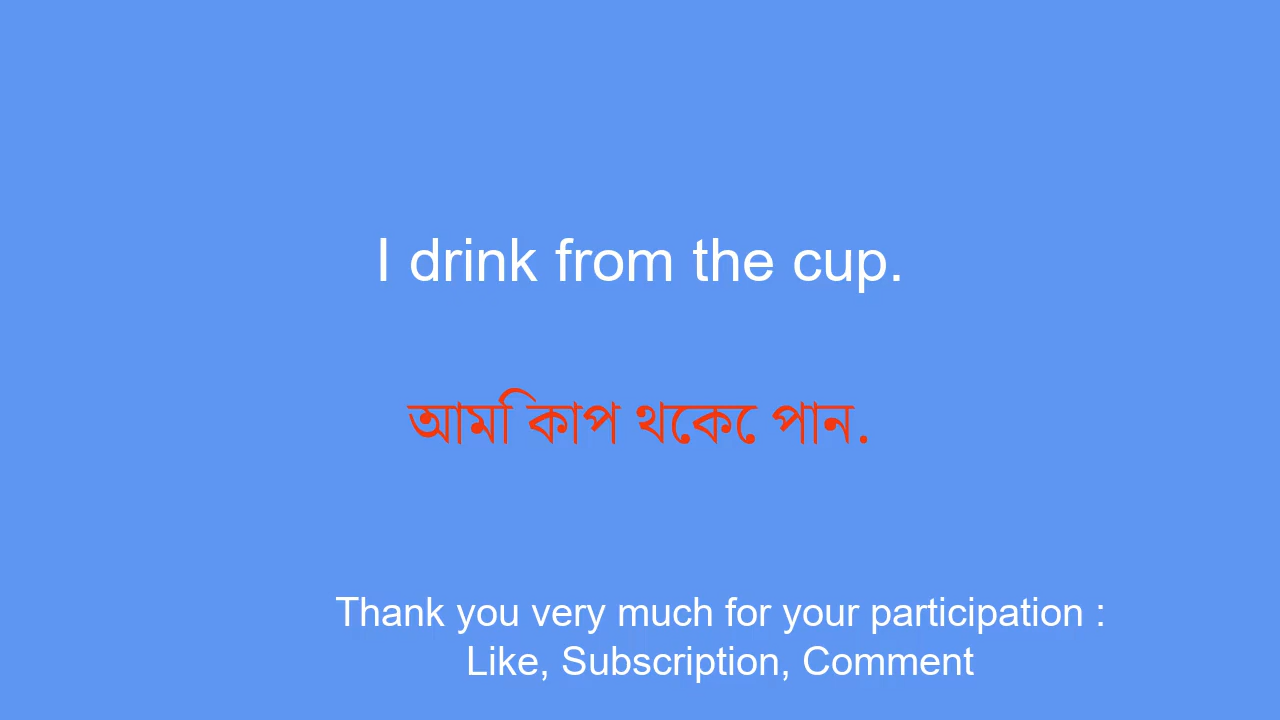 I drink from the cup.
আমি কাপ থেকে পান.
Thank you very much for your participation :
Like, Subscription, Comment